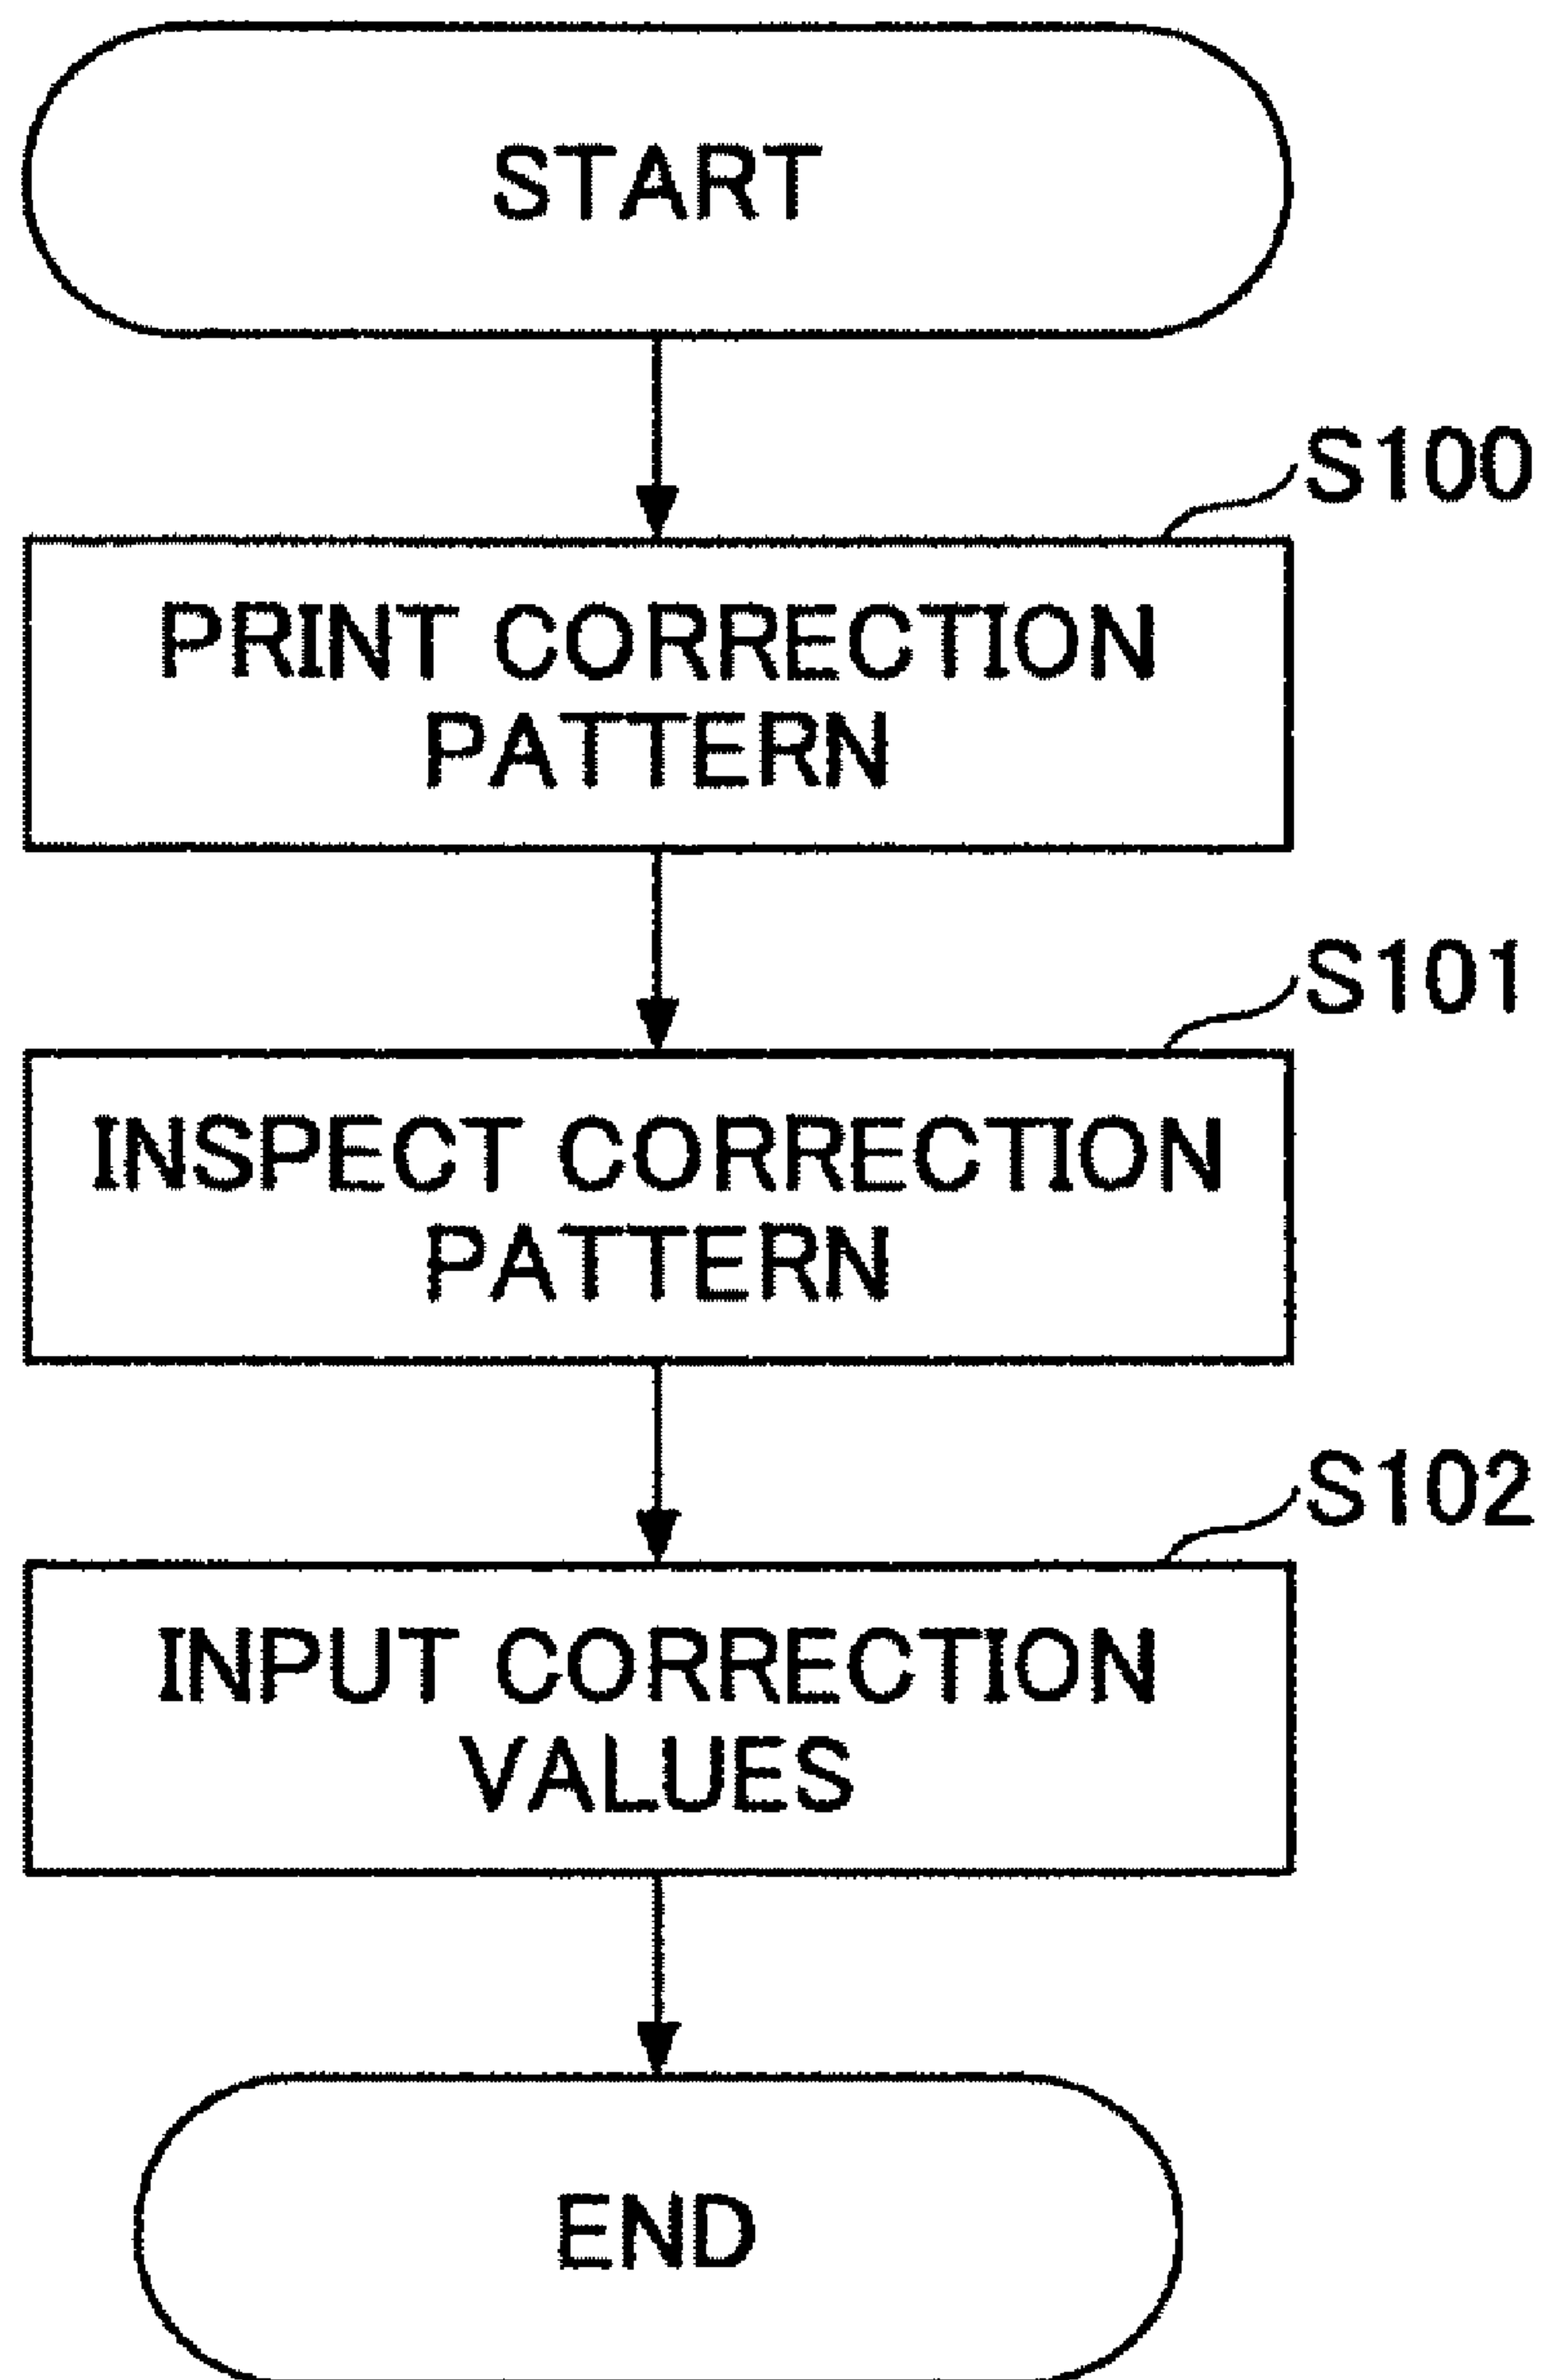 START
S100
PRINT CORRECTION
PATTERN
S101
INSPECT CORRECTION
PATTERN
S102
INPUT CORRECTION
VALUES
END